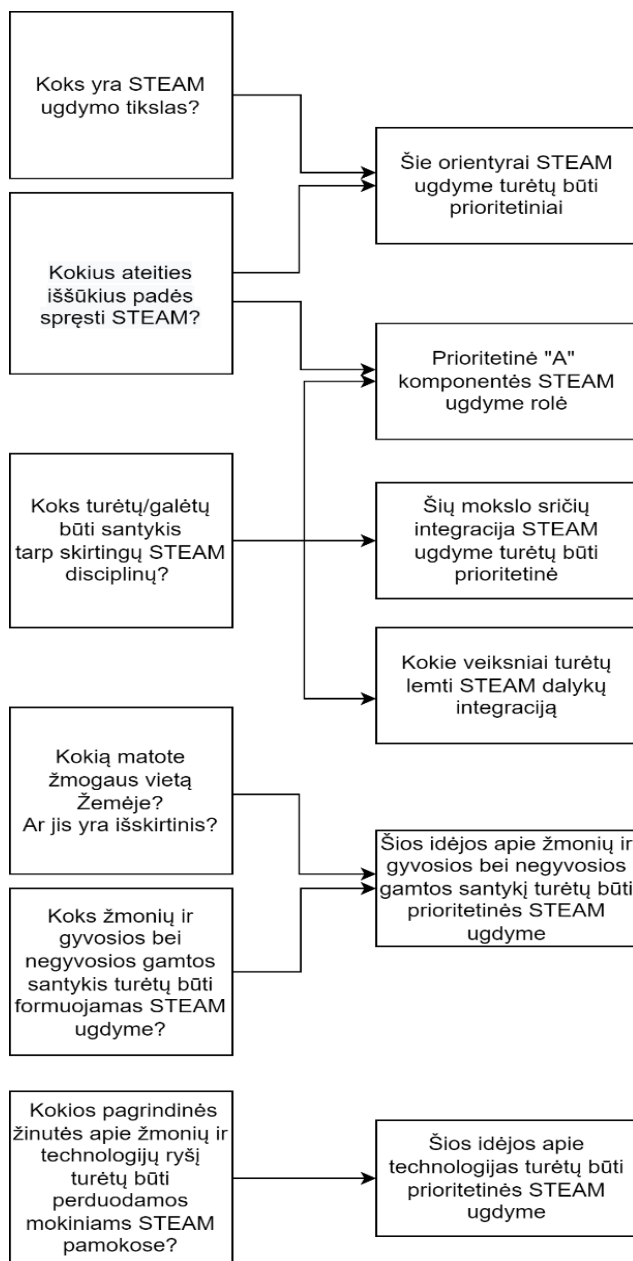 Koks yra STEAM
ugdymo tikslas?
Šie orientyrai STEAM
ugdyme turėtų būti
prioritetiniai
Kokius ateities
iššūkius padės
spręsti STEAM?
Prioritetinė "A"
komponentės STEAM
ugdyme rolė
Koks turėtų/galėtų
būti santykis
tarp skirtingų STEAM
disciplinų?
Šių mokslo sričių
integracija STEAM
ugdyme turėtų būti
prioritetinė
Kokie veiksniai turėtų
lemti STEAM dalykų
integraciją
Kokią matote
žmogaus vietą
Žemėje?
Ar jis yra išskirtinis?
Šios idėjos apie žmonių ir
gyvosios bei negyvosios
gamtos santykį turėtų būti
prioritetinės STEAM
ugdyme
Koks žmonių ir
gyvosios bei
negyvosios gamtos
santykis turėtų būti
formuojamas STEAM
ugdyme?
Kokios pagrindinės
žinutės apie žmonių ir
technologijų ryšį
turėtų būti
perduodamos
mokiniams STEAM
pamokose?
Šios idėjos apie
technologijas turėtų būti
prioritetinės STEAM
ugdyme